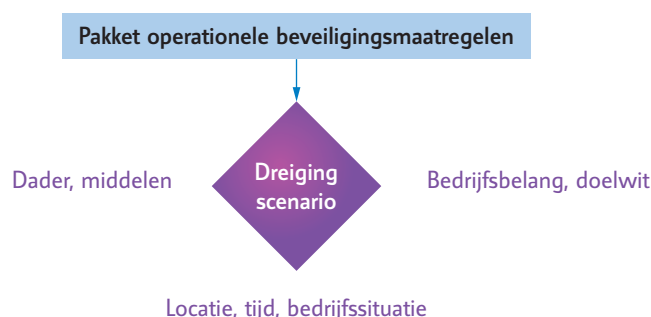 Pakket operationele beveiligingsmaatregelen
Dader, middelen
Dreiging
scenario
Bedrijfsbelang, doelwit
Locatie, tijd, bedrijfssituatie